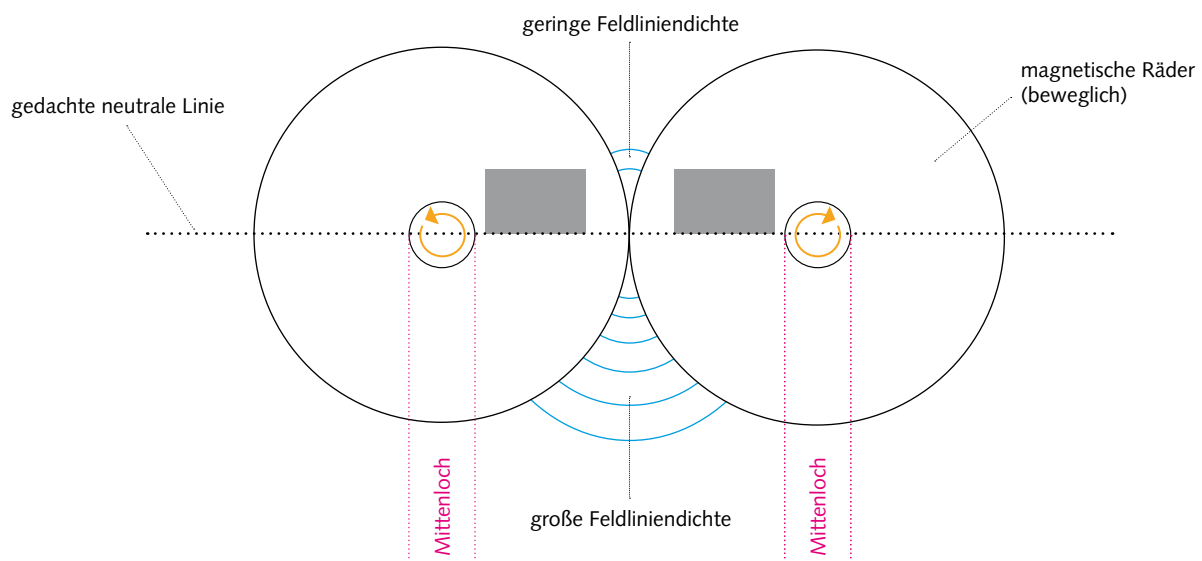 geringe Feldliniendichte
magnetische Räder
(beweglich)
gedachte neutrale Linie
große Feldliniendichte
Mittenloch
Mittenloch